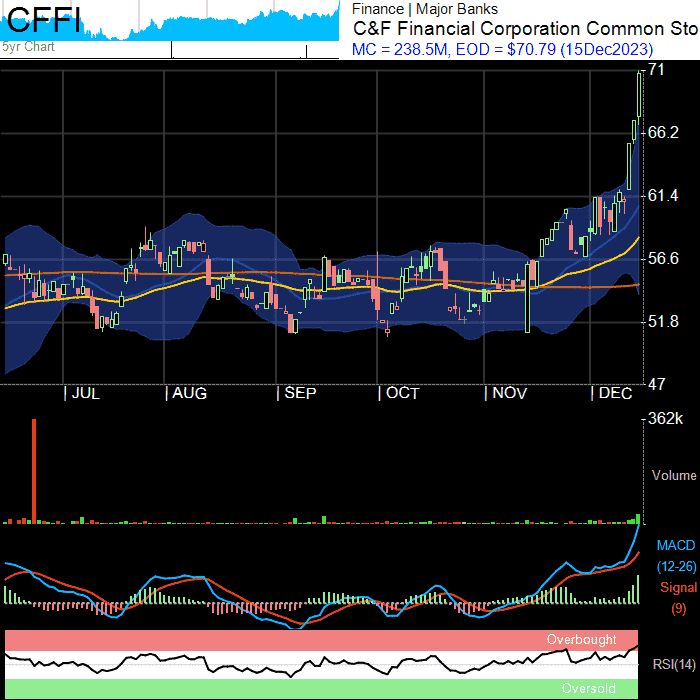 CFFI
5yr Chart
Finance | Major Banks
C&F Financial Corporation Common Sto
MC = 238.5M, EOD = $70.79 (15Dec2023)
71
66.2
61.4
56.6
51.8
47
| JUL | AUG | SEP | OCT | NOV | DEC
362k
Volume
MACD
(12-26)
Signal
(9)
Overbought
RSI(14)
Oversold